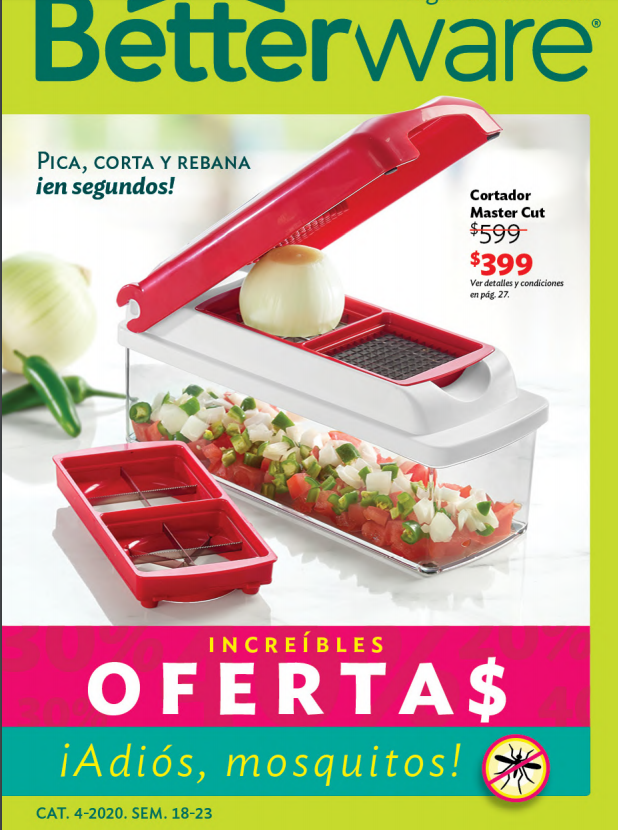 Betterware®
PICA, CORTA Y REBANA
¡en segundos!
Cortador
Master Cut
$599
$399
Ver detalles y condiciones
en pág. 27.
INCREÍBLES
OFERTA$
¡Adiós, mosquitos!
CAT. 4-2020. SEM. 18-23